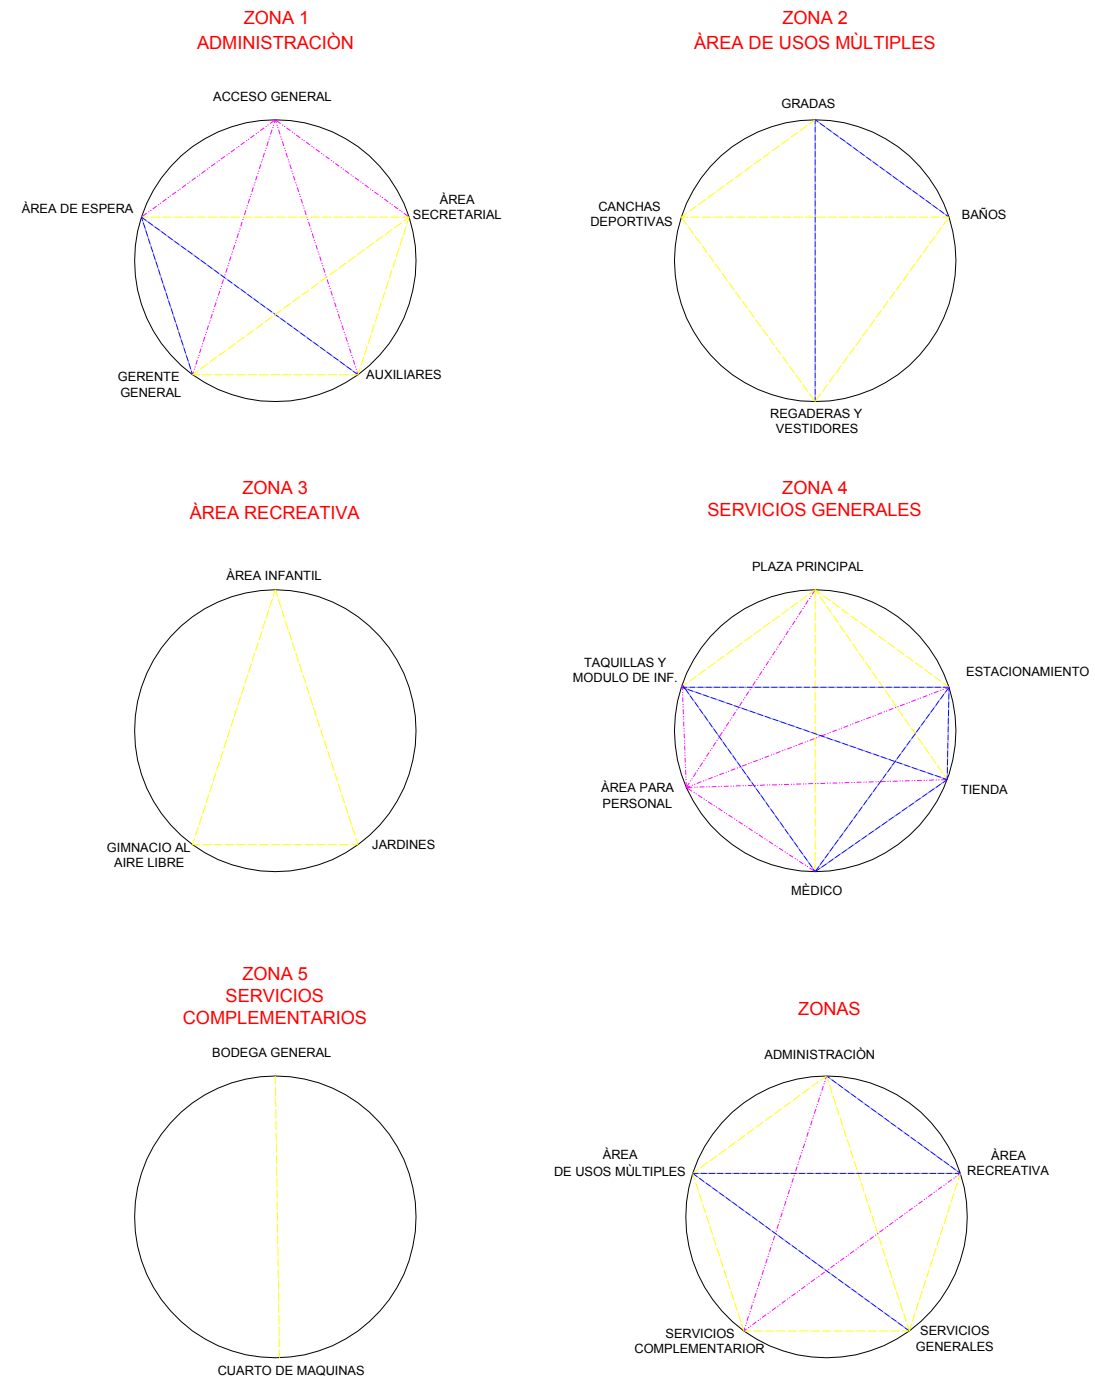 ZONA 1
ADMINISTRACIÒN
ACCESO GENERAL
ÀREA DE ESPERA
ÀREA
SECRETARIAL
GERENTE
GENERAL
AUXILIARES
ZONA 2
ÀREA DE USOS MÙLTIPLES
GRADAS
CANCHAS
DEPORTIVAS
BAÑOS
REGADERAS Y
VESTIDORES
ZONA 3
ÀREA RECREATIVA
ÀREA INFANTIL
GIMNACIO AL
AIRE LIBRE
JARDINES
ZONA 4
SERVICIOS GENERALES
PLAZA PRINCIPAL
TAQUILLAS Y
MODULO DE INF.
ESTACIONAMIENTO
ÀREA PARA
PERSONAL
TIENDA
MÈDICO
ZONA 5
SERVICIOS
COMPLEMENTARIOS
BODEGA GENERAL
CUARTO DE MAQUINAS
ZONAS
ADMINISTRACIÒN
ÀREA
DE USOS MÙLTIPLES
ÀREA
RECREATIVA
SERVICIOS
COMPLEMENTARIOR
SERVICIOS
GENERALES